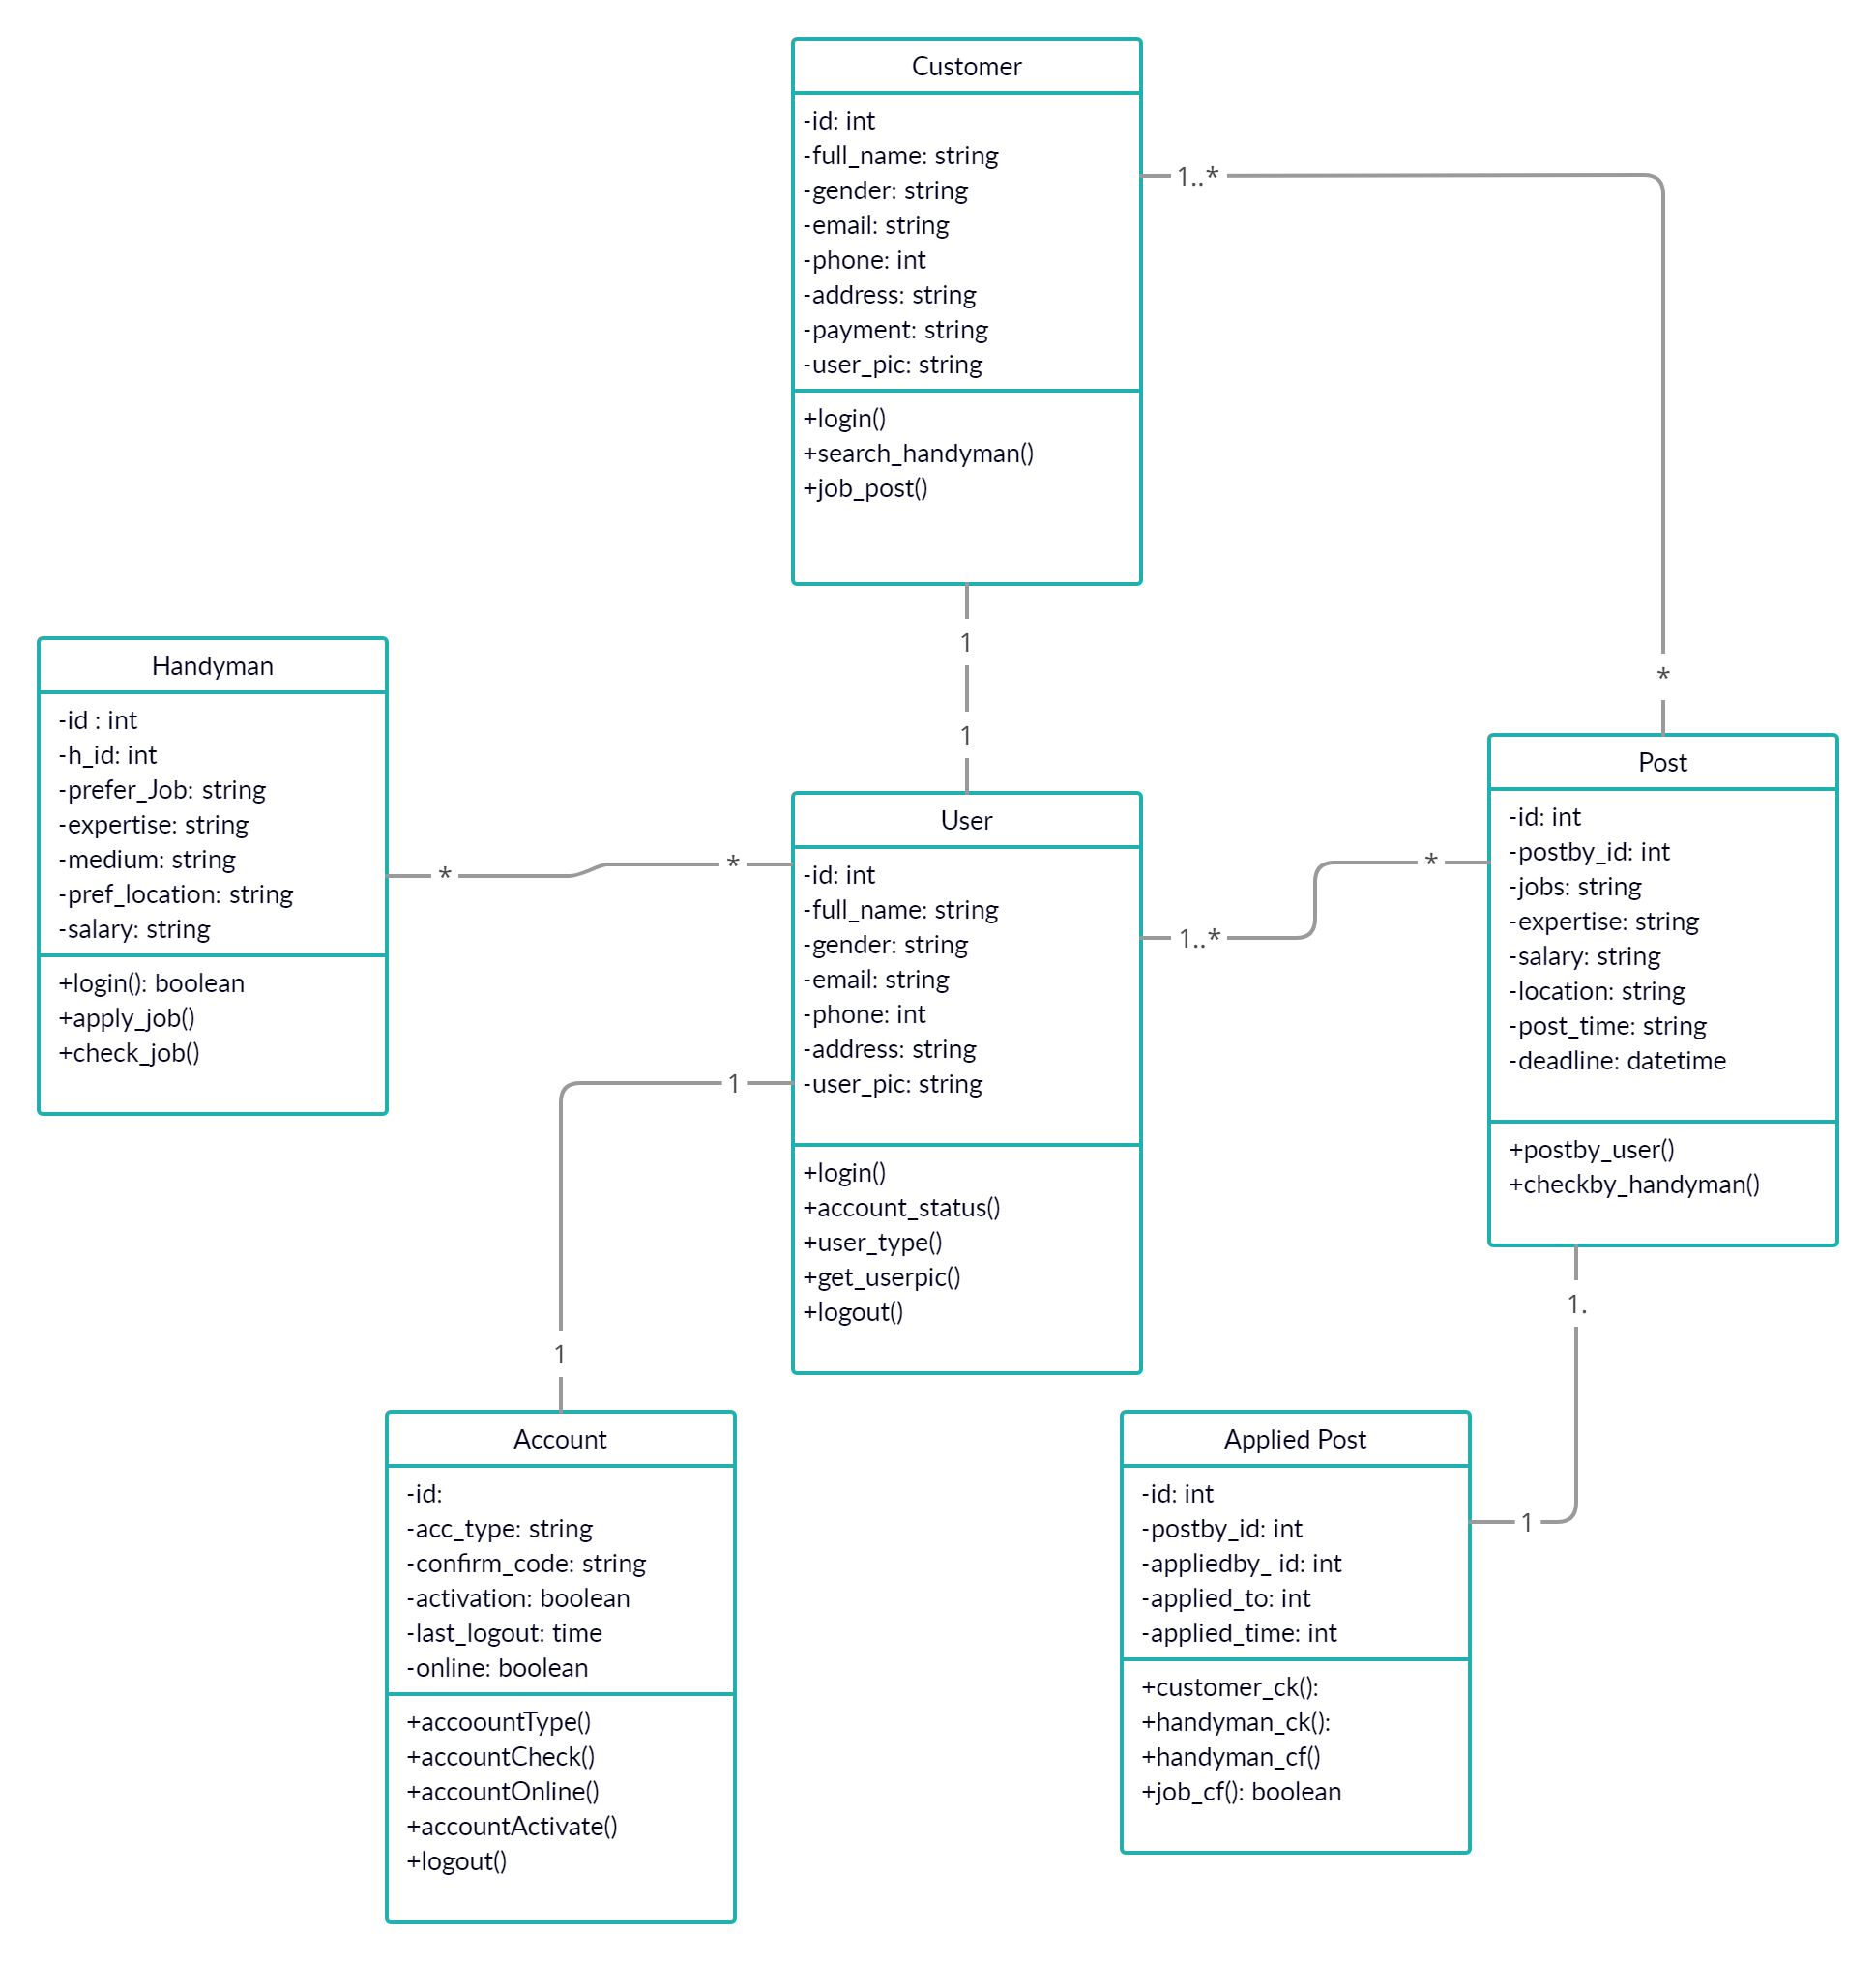 Customer
-id: int
-full_name: string
-gender: string
-email: string
-phone: int
-address: string
-payment: string
-user_pic: string
+login()
+search_handyman()
+job_post()
1..*
*
1
1
Handyman
-id : int
-h_id: int
-prefer_Job: string
-expertise: string
-medium: string
-pref_location: string
-salary: string
+login(): boolean
+apply_job()
+check_job()
*
*
User
-id: int
-full_name: string
-gender: string
-email: string
-phone: int
-address: string
-user_pic: string
+login()
+account_status()
+user_type()
+get_userpic()
+logout()
1..*
*
Post
-id: int
-postby_id: int
-jobs: string
-expertise: string
-salary: string
-location: string
-post_time: string
-deadline: datetime
+postby_user()
+checkby_handyman()
1
1
Account
-id:
-acc_type: string
-confirm_code: string
-activation: boolean
-last_logout: time
-online: boolean
+accoountType()
+accountCheck()
+accountOnline()
+accountActivate()
+logout()
1.
1
Applied Post
-id: int
-postby_id: int
-appliedby_ id: int
-applied_to: int
-applied_time: int
+customer_ck():
+handyman_ck():
+handyman_cf()
+job_cf(): boolean